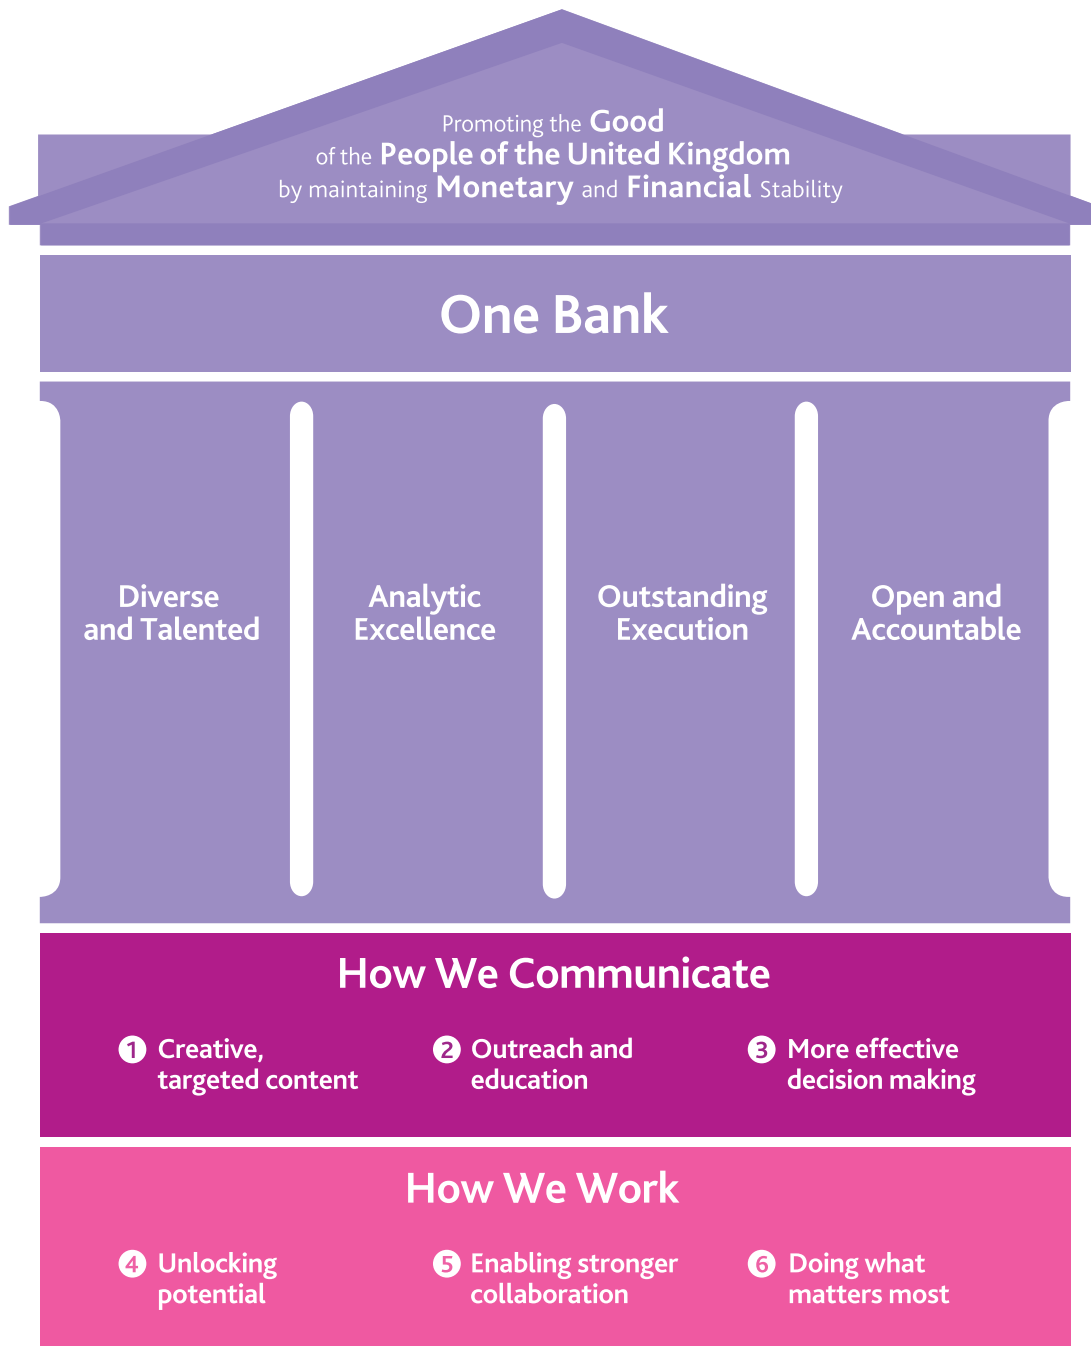 Promoting the Good
of the People of the United Kingdom
by maintaining Monetary and Financial Stability
One Bank
Diverse
and Talented
Analytic
Excellence
Outstanding
Execution
Open and
Accountable
How We Communicate
1 Creative,
targeted content
2 Outreach and
education
3 More effective
decision making
How We Work
4 Unlocking
potential
5 Enabling stronger
collaboration
6 Doing what
matters most